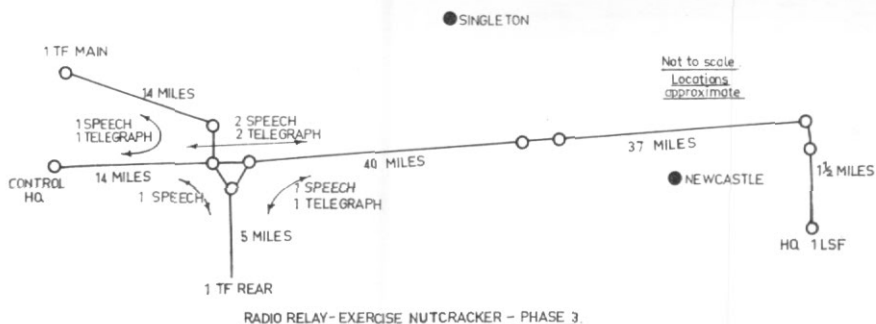 SINGLETON
1 TF MAIN
Not to scale
Locations
approximate
14 MILES
1 SPEECH
1 TELEGRAPH
2 SPEECH
2 TELEGRAPH
37 MILES
40 MILES
1½ MILES
CONTROL
HQ.
14 MILES
1 SPEECH
1 SPEECH
1 TELEGRAPH
NEWCASTLE
5 MILES
HQ 1 LSF
1 TF REAR
RADIO RELAY-EXERCISE NUTCRACKER - PHASE 3.